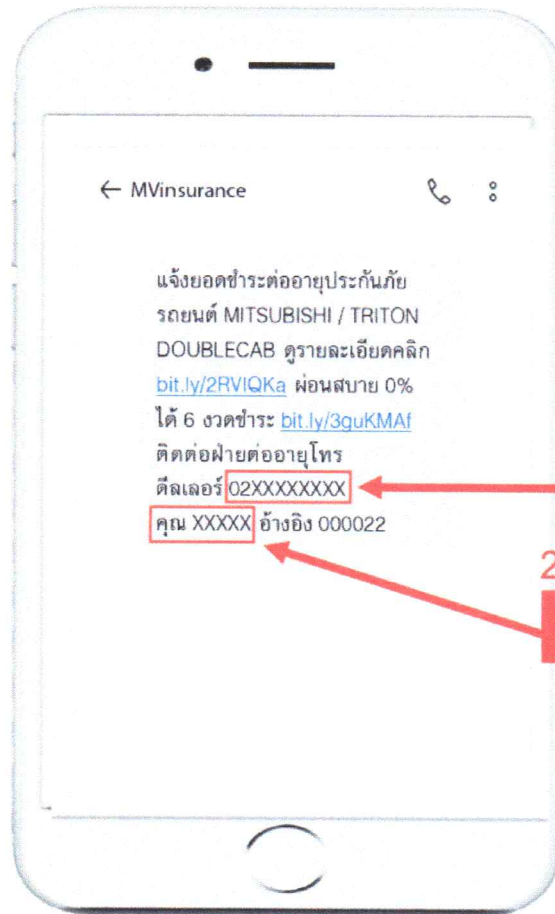 ← MVinsurance
แจ้งยอดชำระต่ออายุประกันภัย
รถยนต์ MITSUBISHI / TRITON
DOUBLECAB ดูรายละเอียดคลิก
bit.ly/2RVIQKa ผ่อนสบาย 0%
ได้ 6 งวดชำระ bit.ly/3guKMAf
ติดต่อฝ่ายต่ออายุโทร
ดีลเลอร์ 02XXXXXXXX
คุณ XXXXX อ้างอิง 000022
2